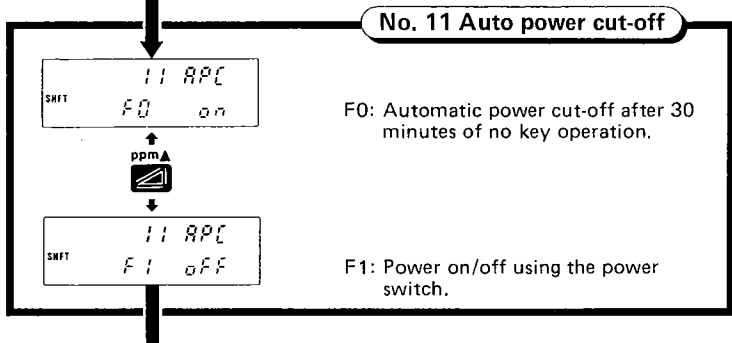 No. 11 Auto power cut-off
11 APC
SHFT
F0 on
F0: Automatic power cut-off after 30
minutes of no key operation.
ppm▲
11 APC
SHFT
F1 oFF
F1: Power on/off using the power
switch.